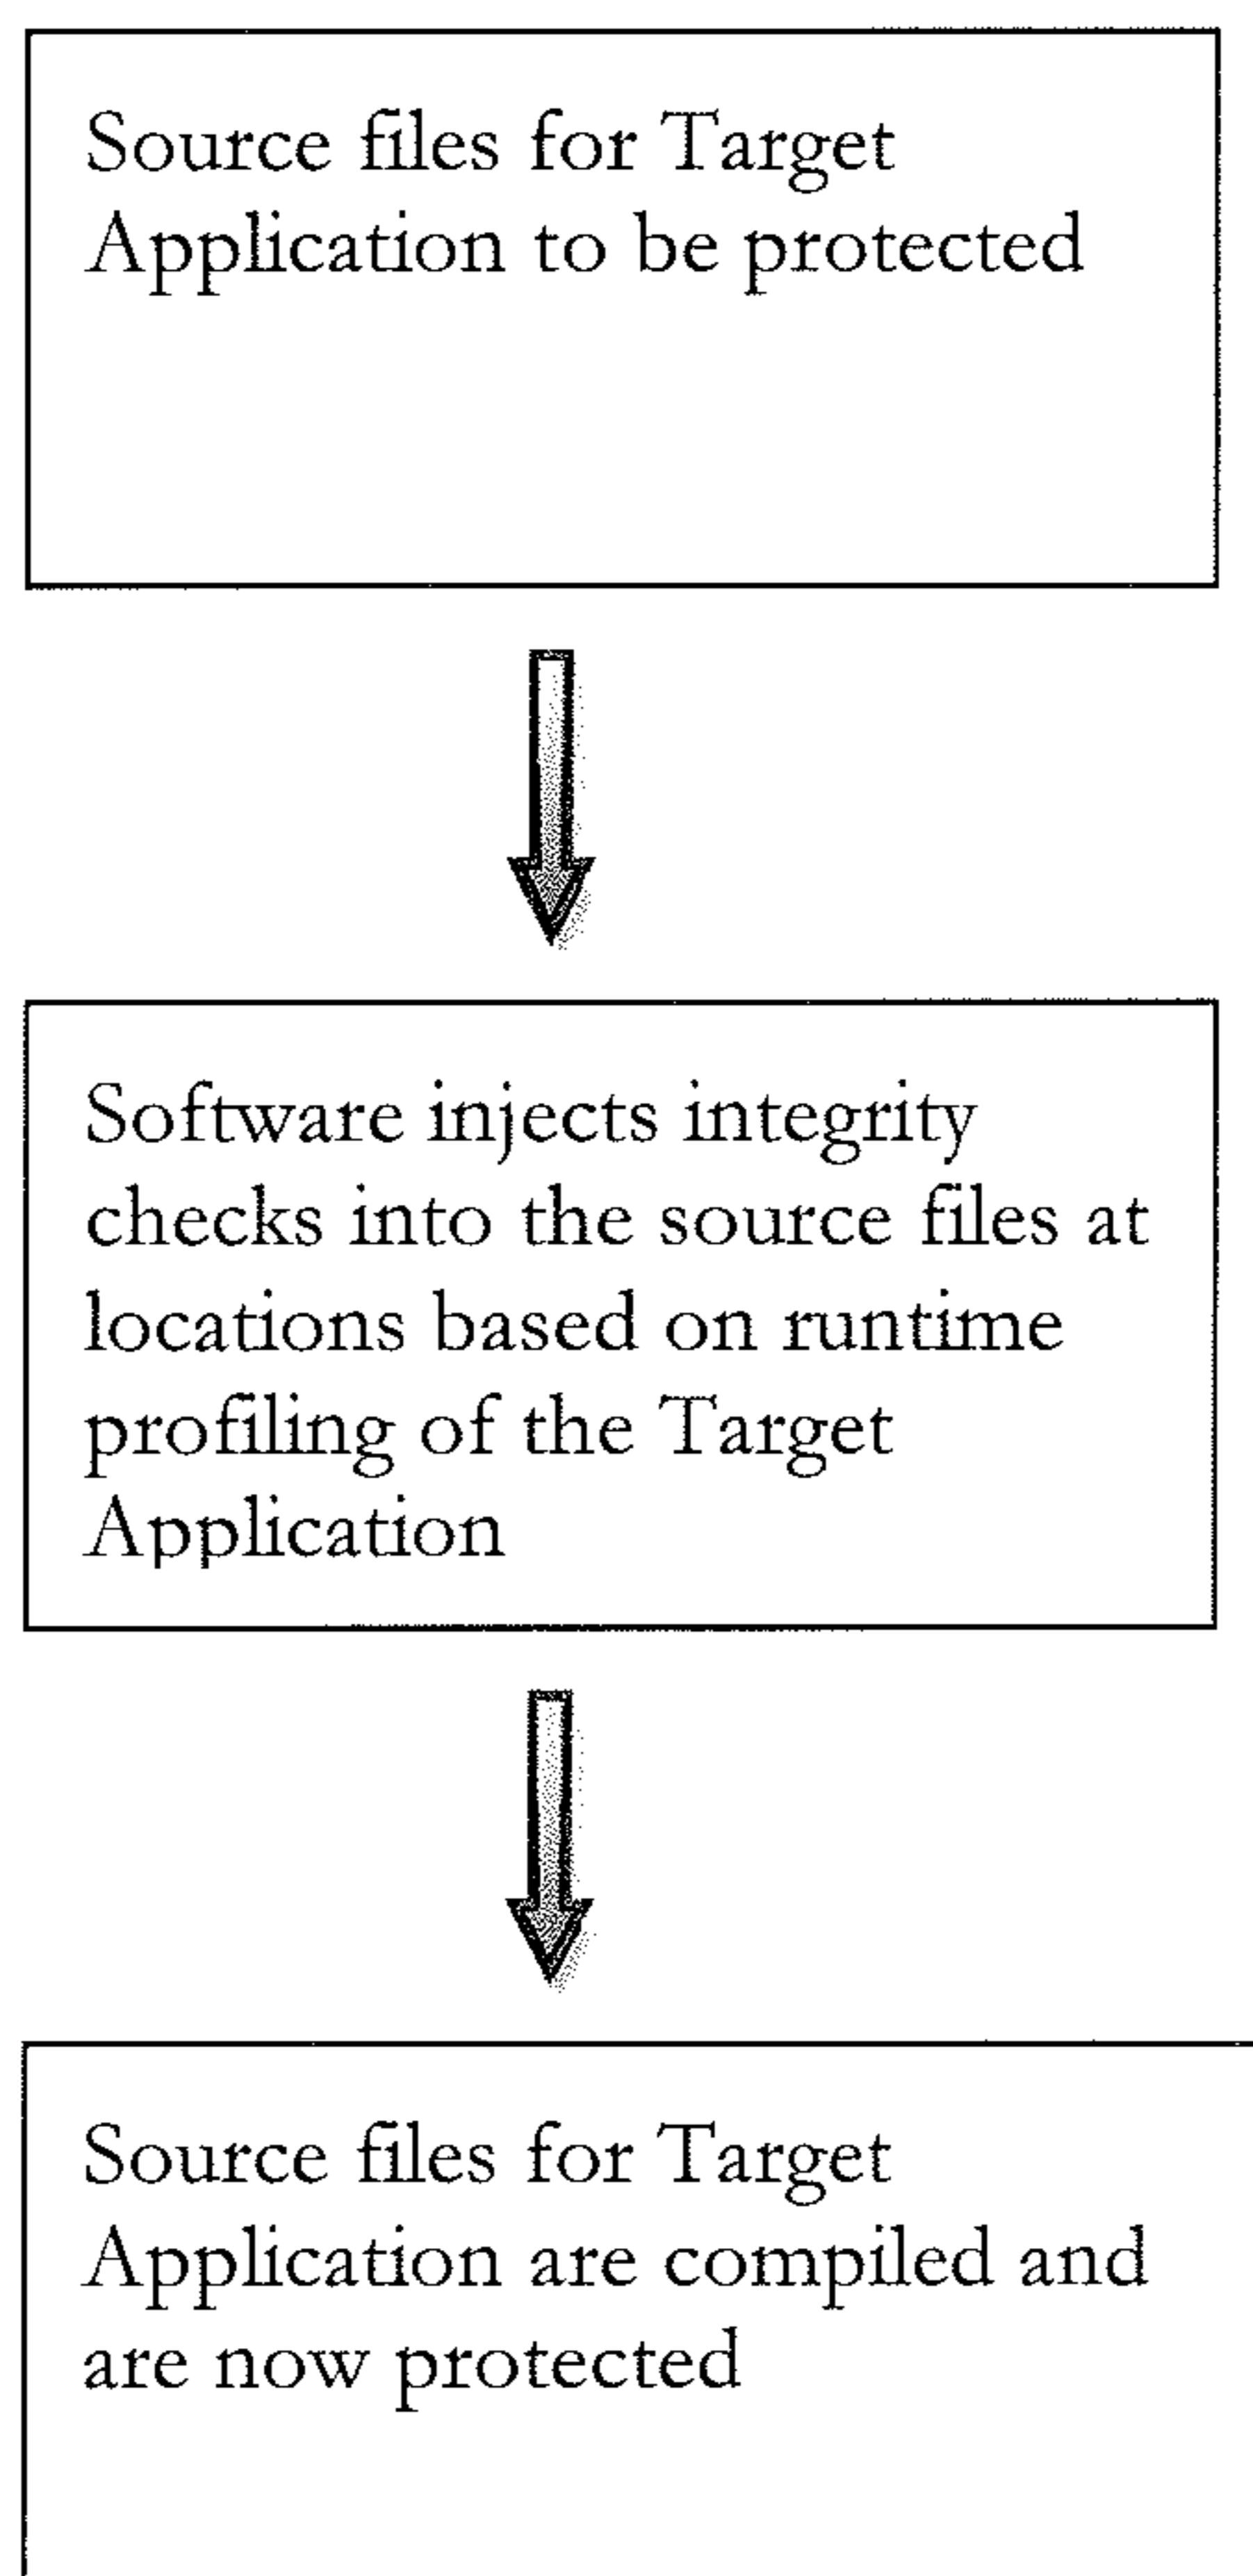 Source files for Target
Application to be protected
Software injects integrity
checks into the source files at
locations based on runtime
profiling of the Target
Application
Source files for Target
Application are compiled and
are now protected